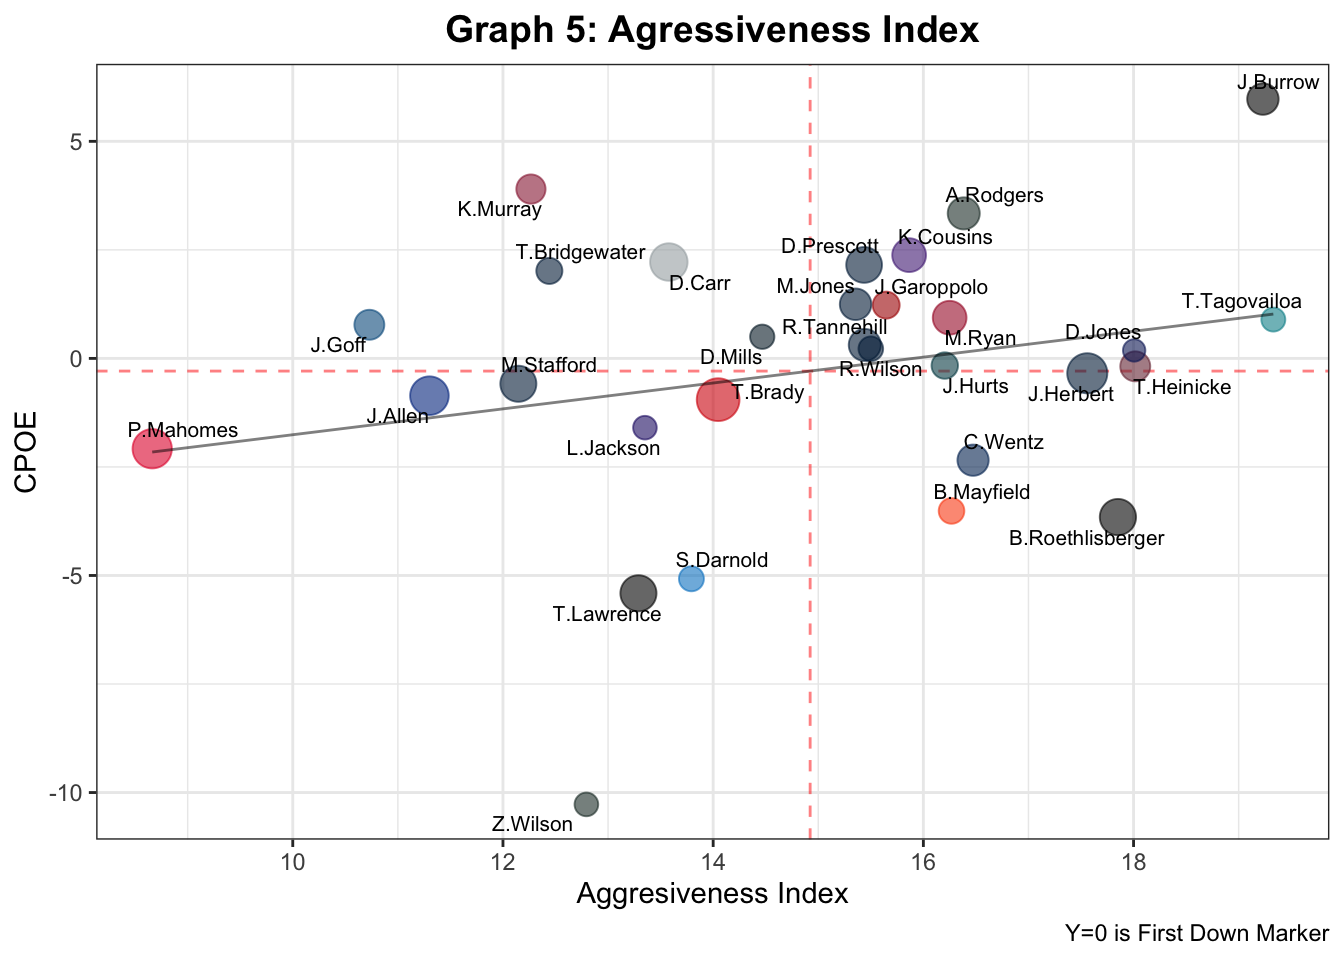 Graph 5: Agressiveness Index
J.Burrow
5
A.Rodgers
K.Murray
K.Cousins
D.Prescott
T.Bridgewater
D.Carr
M.Jones
J.Garoppolo
T.Tagovailoa
R.Tannehill
D.Jones
M.Ryan
J.Goff
0
D.Mills
M.Stafford
R.Wilson
J.Hurts
T.Heinicke
T.Brady
J.Herbert
J.Allen
P.Mahomes
C.Wentz
L.Jackson
CPOE
B.Mayfield
B.Roethlisberger
S.Darnold
-5
T.Lawrence
-10
Z.Wilson
10
12
14
16
18
Aggresiveness Index
Y=0 is First Down Marker